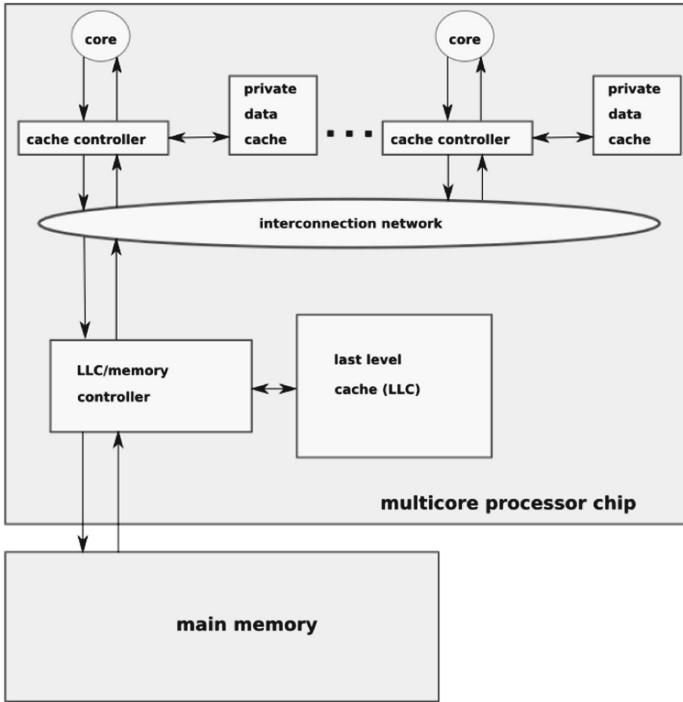 core
core
private
data
cache
private
data
cache
cache controller
cache controller
interconnection network
LLC/memory
controller
last level
cache (LLC)
multicore processor chip
main memory